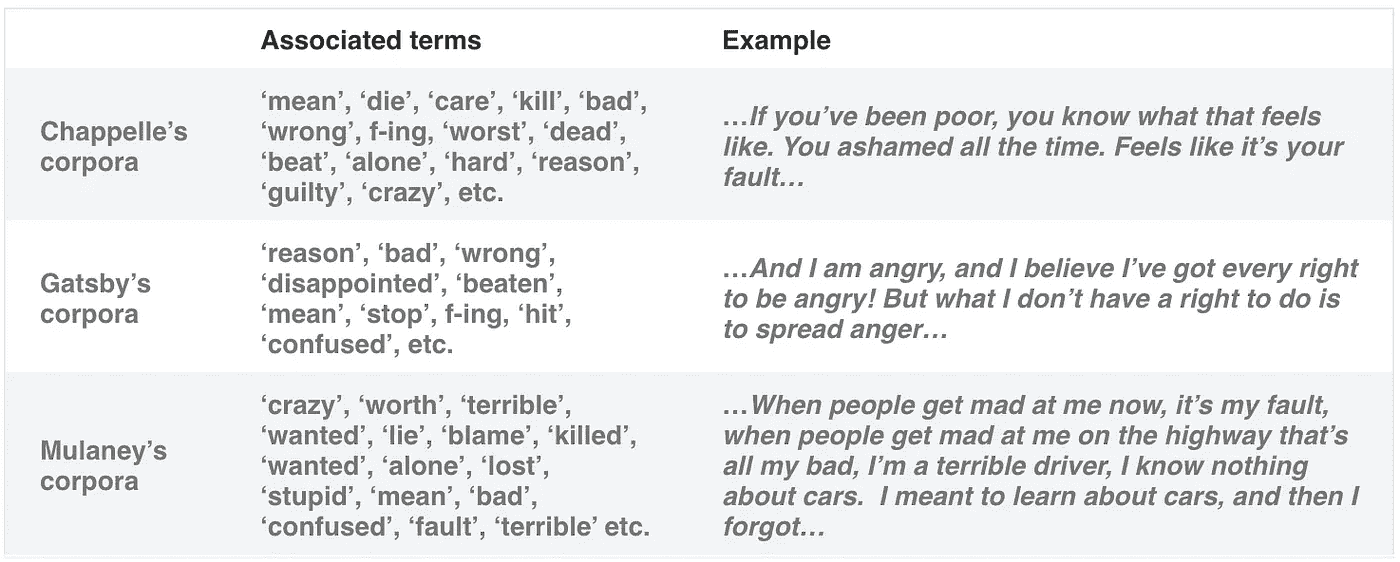 Associated terms Example
Chappelle’s
corpora
‘mean’, ‘die’, ‘care’, ‘kill’, ‘bad’,
‘wrong’, f-ing, ‘worst’, ‘dead’,
‘beat’, ‘alone’, ‘hard’, ‘reason’,
‘guilty’, ‘crazy’, etc.
…If you’ve been poor, you know what that feels
like. You ashamed all the time. Feels like it’s your
fault…
Gatsby’s
corpora
‘reason’, ‘bad’, ‘wrong’,
‘disappointed’, ‘beaten’,
‘mean’, ‘stop’, f-ing, ‘hit’,
‘confused’, etc.
…And I am angry, and I believe I’ve got every right
to be angry! But what I don’t have a right to do is
to spread anger…
Mulaney’s
corpora
‘crazy’, ‘worth’, ‘terrible’,
‘wanted’, ‘lie’, ‘blame’, ‘killed’,
‘wanted’, ‘alone’, ‘lost’,
‘stupid’, ‘mean’, ‘bad’,
‘confused’, ‘fault’, ‘terrible’ etc.
…When people get mad at me now, it’s my fault,
when people get mad at me on the highway that’s
all my bad, I’m a terrible driver, I know nothing
about cars.  I meant to learn about cars, and then I
forgot…